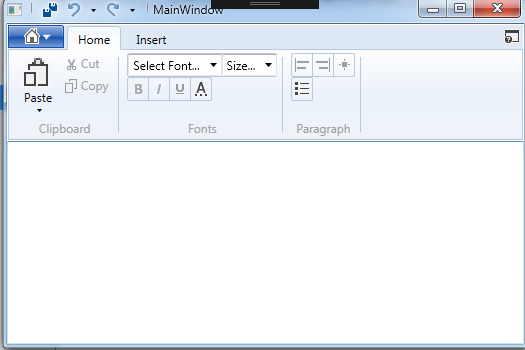 MainWindow
Home Insert
Select Font... Size...
Cut
Copy
Paste
B I U A
Clipboard Fonts Paragraph